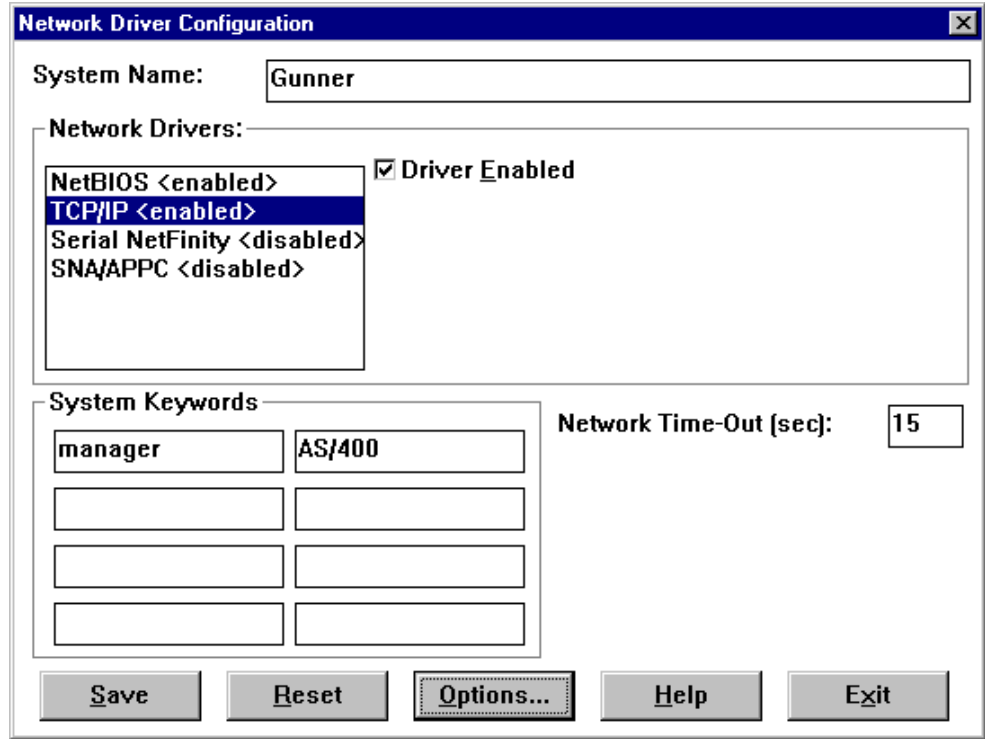 Network Driver Configuration
System Name: Gunner
Network Drivers:
Driver Enabled
NetBIOS <enabled>
TCP/IP <enabled>
Serial NetFinity <disabled>
SNA/APPC <disabled>
System Keywords
Network Time-Out (sec): 15
manager AS/400
Save Reset Options... Help Exit